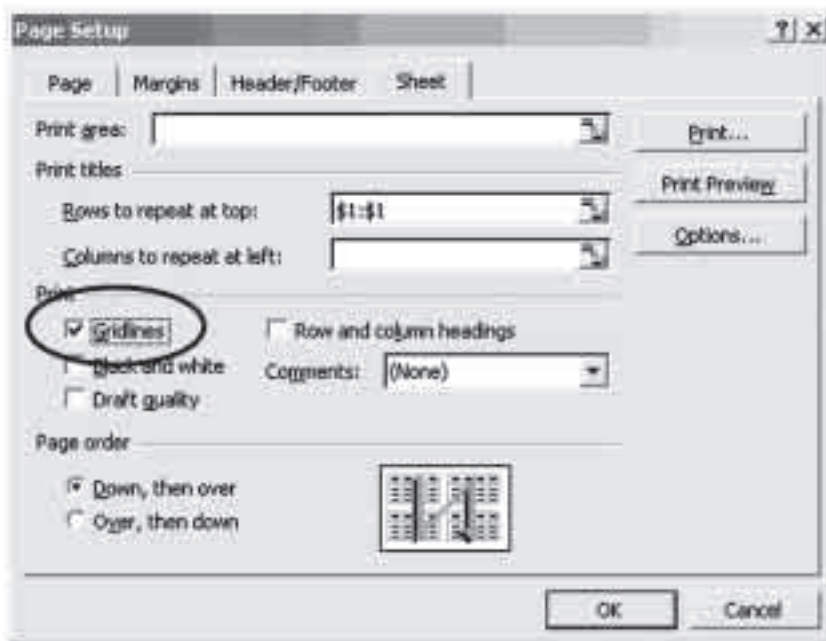 Page Setup
Page Margins Header/Footer Sheet
Print area:
Print...
Print titles
Print Preview
Rows to repeat at top: $1:$1
Options...
Columns to repeat at left:
Print
Gridlines Row and column headings
Black and white Comments: (None)
Draft quality
Page order
Down, then over
Over, then down
OK Cancel